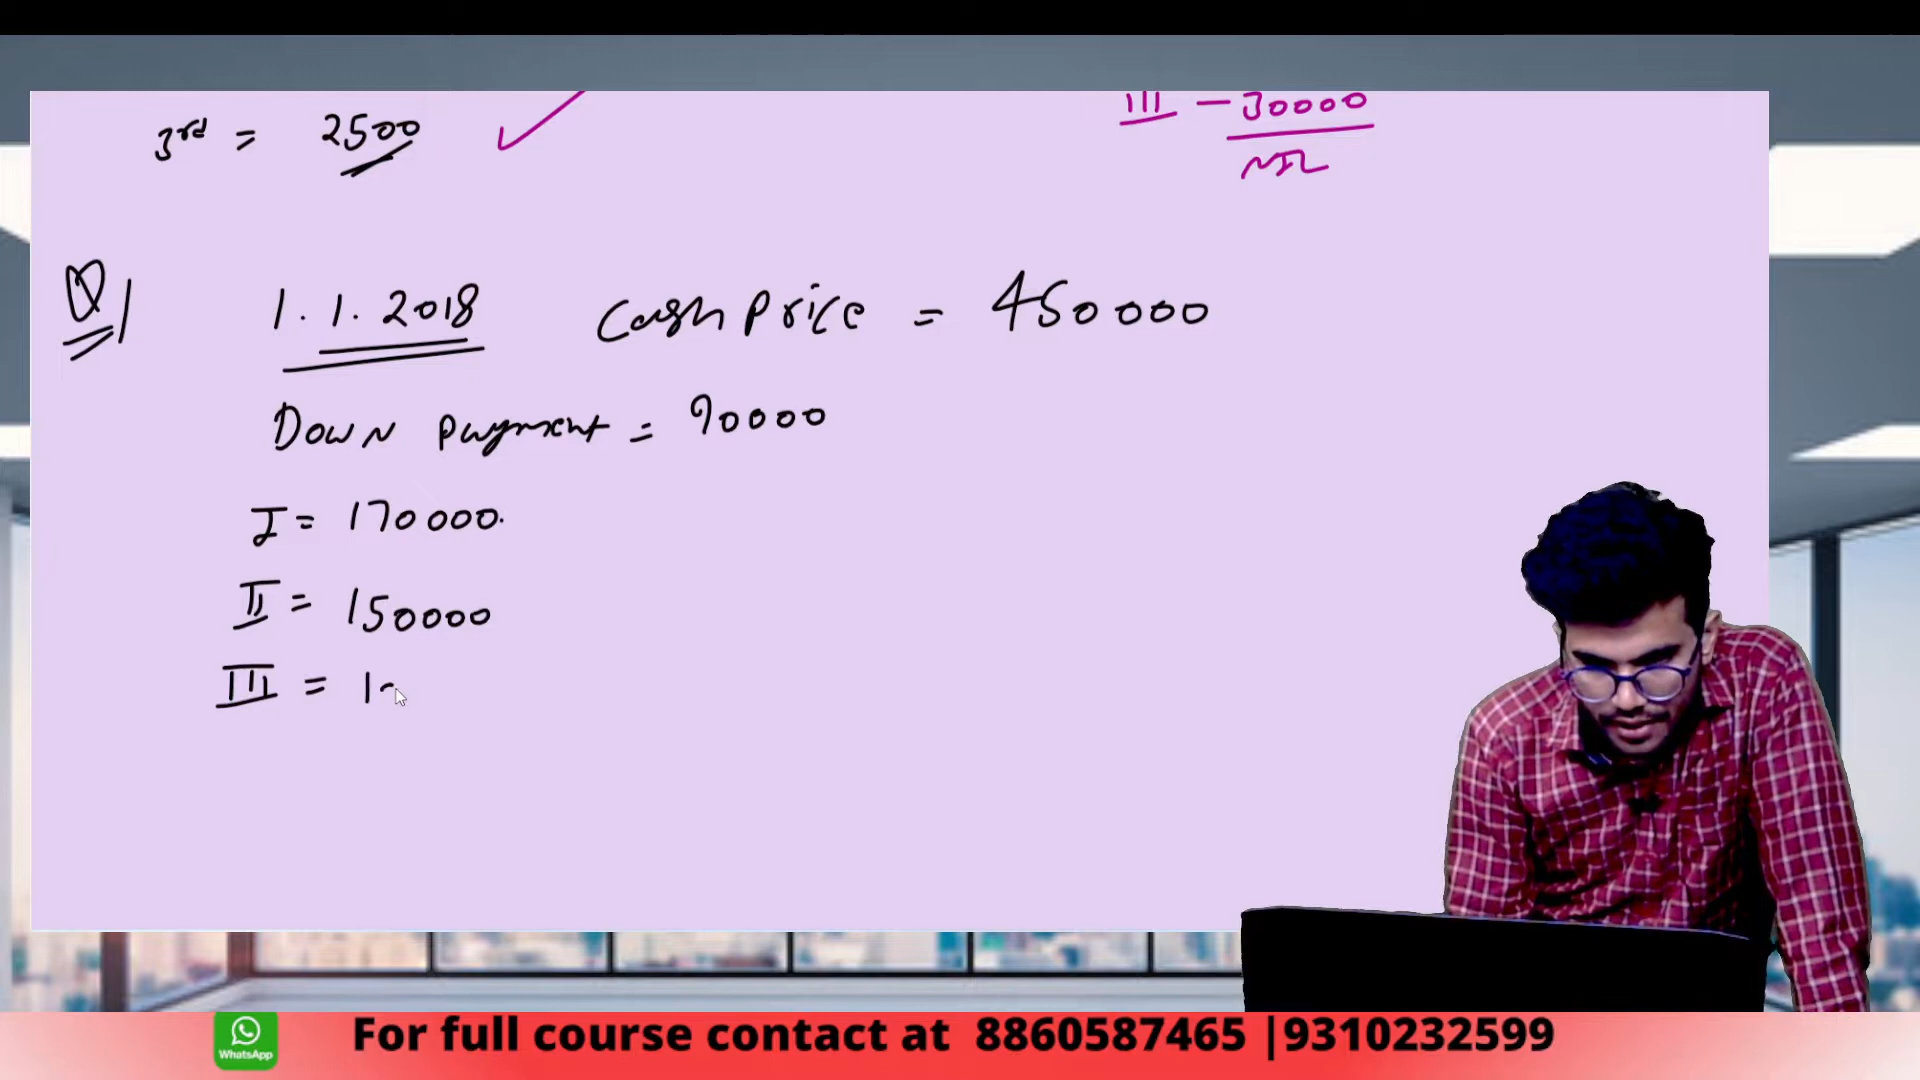 3rd = 2500
III - 30000
NIL
Q1 1.1.2018 Cash Price = 450000
Down payment = 90000
I = 170000.
II = 150000
III = 1
WhatsApp
For full course contact at 8860587465 |9310232599